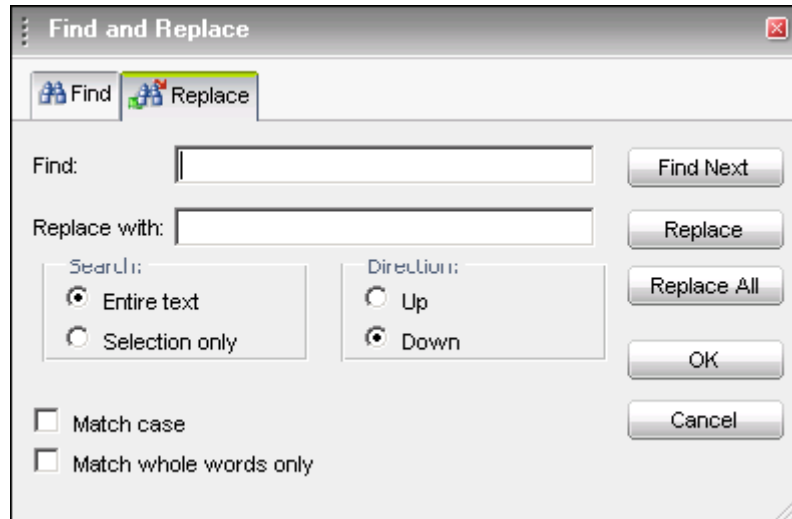 Find and Replace
Find
Replace
Find:
Find Next
Replace with:
Replace
Search:
Direction:
Entire text
Up
Replace All
Selection only
Down
OK
Match case
Cancel
Match whole words only